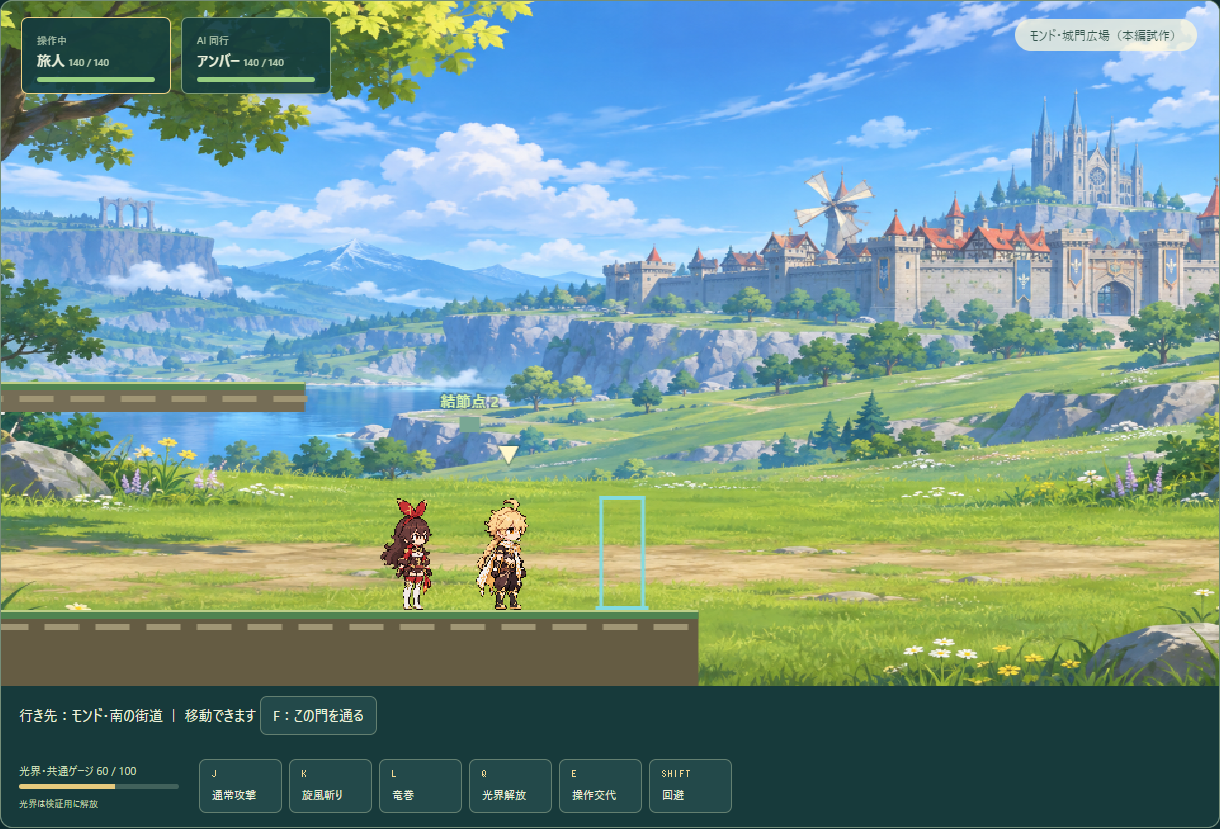 操作中
旅人 140 / 140
AI 同行
アンバー 140 / 140
モンド・城門広場（本編試作）
結節点 2
行き先：モンド・南の街道 ｜ 移動できます
F：この門を通る
光界・共通ゲージ 60 / 100
光界は検証用に解放
J
通常攻撃
K
旋風斬り
L
竜巻
Q
光界解放
E
操作交代
SHIFT
回避